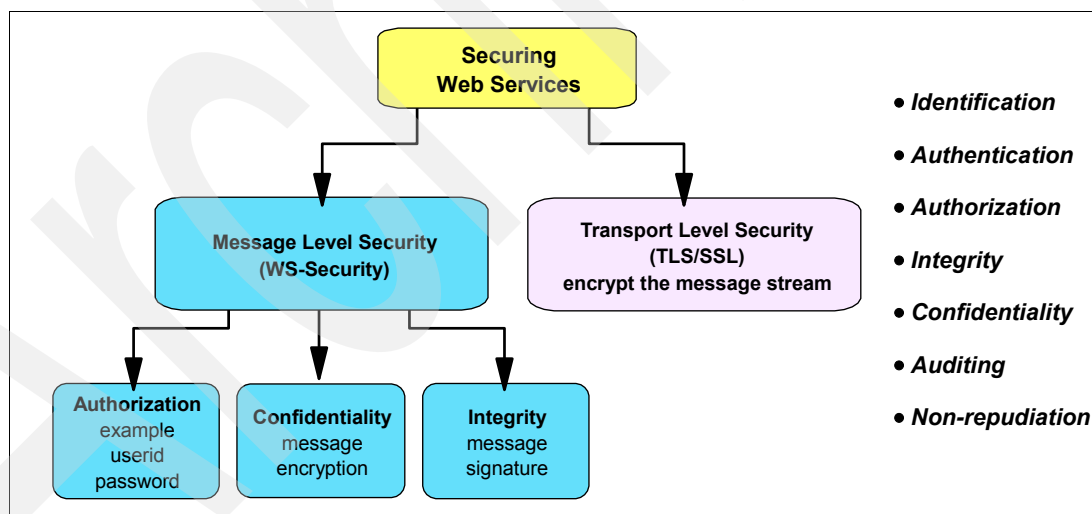 Securing
Web Services
Message Level Security
(WS-Security)
Transport Level Security
(TLS/SSL)
encrypt the message stream
Authorization
example
userid
password
Confidentiality
message
encryption
Integrity
message
signature
• Identification
• Authentication
• Authorization
• Integrity
• Confidentiality
• Auditing
• Non-repudiation